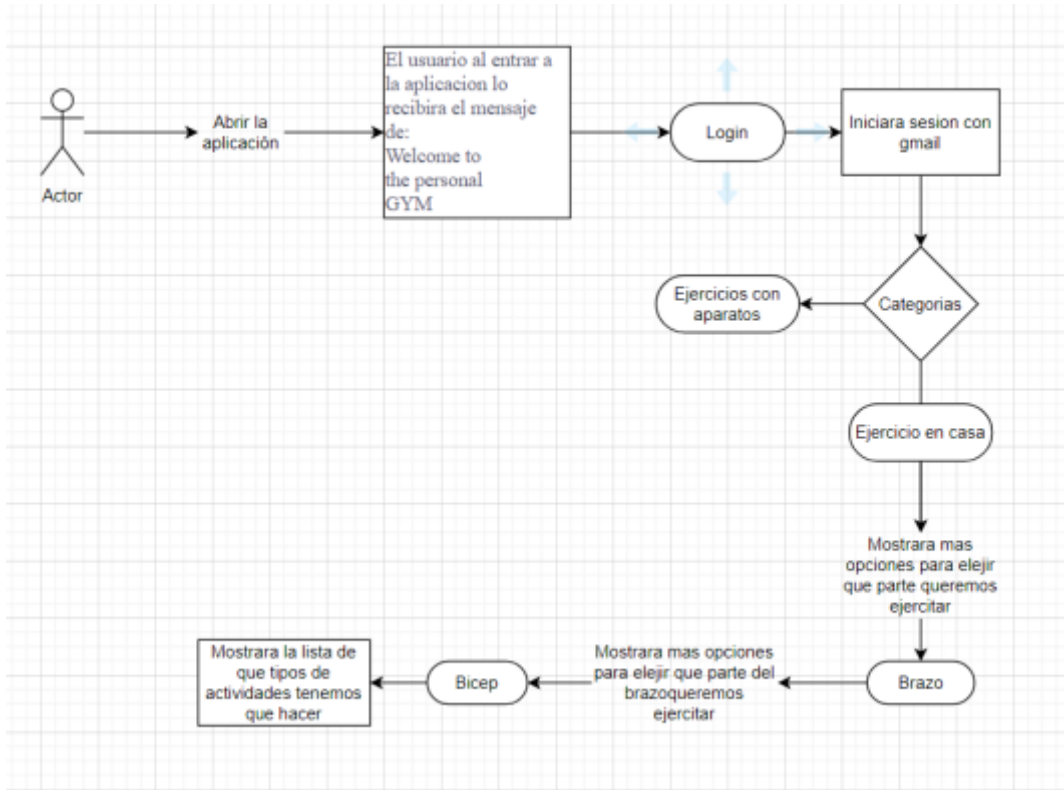 El usuario al entrar a
la aplicacion lo
recibira el mensaje
de:
Welcome to
the personal
GYM
Actor
Abrir la
aplicación
Login
Iniciara sesion con
gmail
Categorias
Ejercicios con
aparatos
Ejercicio en casa
Mostrara mas
opciones para elejir
que parte queremos
ejercitar
Brazo
Mostrara mas opciones
para elejir que parte del
brazoqueremos
ejercitar
Bicep
Mostrara la lista de
que tipos de
actividades tenemos
que hacer